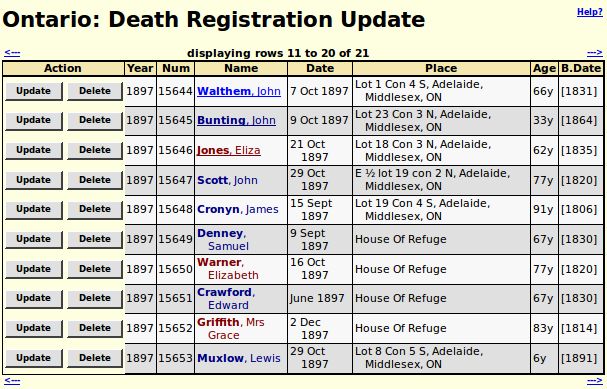 Ontario: Death Registration Update
Help?
<---
displaying rows 11 to 20 of 21
--->
Action Year Num Name Date Place Age B.Date
Update Delete 1897 15644 Walthem, John 7 Oct 1897 Lot 1 Con 4 S, Adelaide, 66y [1831]
Middlesex, ON
Update Delete 1897 15645 Bunting, John 9 Oct 1897 Lot 23 Con 3 N, Adelaide, 33y [1864]
Middlesex, ON
Update Delete 1897 15646 Jones, Eliza 21 Oct Lot 18 Con 3 N, Adelaide, 62y [1835]
1897 Middlesex, ON
Update Delete 1897 15647 Scott, John 29 Oct E ½ lot 19 con 2 N, Adelaide, 77y [1820]
1897 Middlesex, ON
Update Delete 1897 15648 Cronyn, James 15 Sept Lot 19 Con 4 S, Adelaide, 91y [1806]
1897 Middlesex, ON
Update Delete 1897 15649 Denney, 9 Sept House Of Refuge 67y [1830]
Samuel 1897
Update Delete 1897 15650 Warner, 16 Oct House Of Refuge 77y [1820]
Elizabeth 1897
Update Delete 1897 15651 Crawford, June 1897 House Of Refuge 67y [1830]
Edward
Update Delete 1897 15652 Griffith, Mrs 2 Dec House Of Refuge 83y [1814]
Grace 1897
Update Delete 1897 15653 Muxlow, Lewis 29 Oct Lot 8 Con 5 S, Adelaide, 6y [1891]
1897 Middlesex, ON
<---
--->